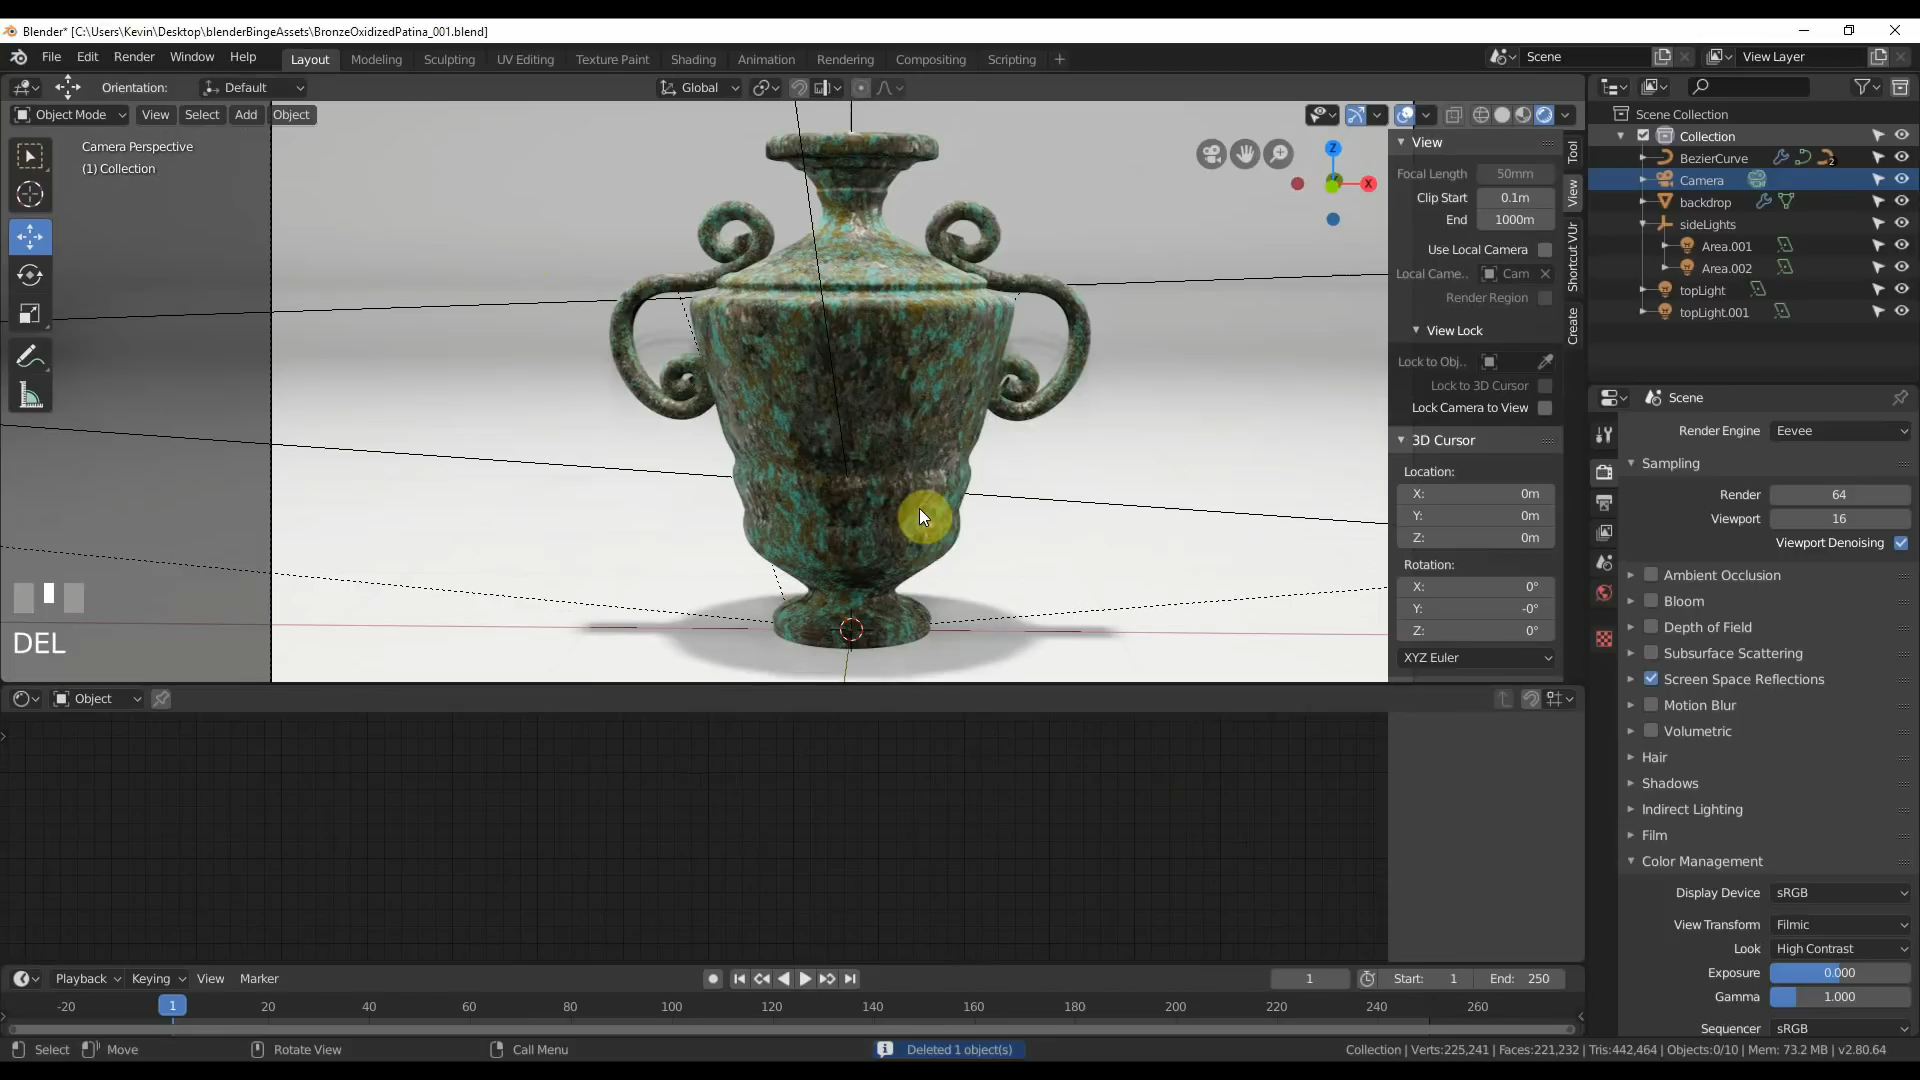 Blender* [C:\Users\Kevin\Desktop\blenderBingeAssets\BronzeOxidizedPatina_001.blend]
File Edit Render Window Help Layout Modeling Sculpting UV Editing Texture Paint Shading Animation Rendering Compositing Scripting + Scene View Layer
Orientation: Default Global
Object Mode View Select Add Object
Camera Perspective
(1) Collection
DEL
Z
X
View
Focal Length 50mm
Clip Start 0.1m
End 1000m
Use Local Camera
Local Came.. Cam
Render Region
View Lock
Lock to Obj..
Lock to 3D Cursor
Lock Camera to View
3D Cursor
Location:
X: 0m
Y: 0m
Z: 0m
Rotation:
X: 0°
Y: -0°
Z: 0°
XYZ Euler
Tool
View
Shortcut VUr
Create
Scene Collection
Collection
BezierCurve 2
Camera
backdrop
sideLights
Area.001
Area.002
topLight
topLight.001
Scene
Render Engine Eevee
Sampling
Render 64
Viewport 16
Viewport Denoising
Ambient Occlusion
Bloom
Depth of Field
Subsurface Scattering
Screen Space Reflections
Motion Blur
Volumetric
Hair
Shadows
Indirect Lighting
Film
Color Management
Display Device sRGB
View Transform Filmic
Look High Contrast
Exposure 0.000
Gamma 1.000
Sequencer sRGB
Object
Playback Keying View Marker 1 Start: 1 End: 250
-20 1 20 40 60 80 100 120 140 160 180 200 220 240 260
Select Move Rotate View Call Menu Deleted 1 object(s) Collection | Verts:225,241 | Faces:221,232 | Tris:442,464 | Objects:0/10 | Mem: 73.2 MB | v2.80.64